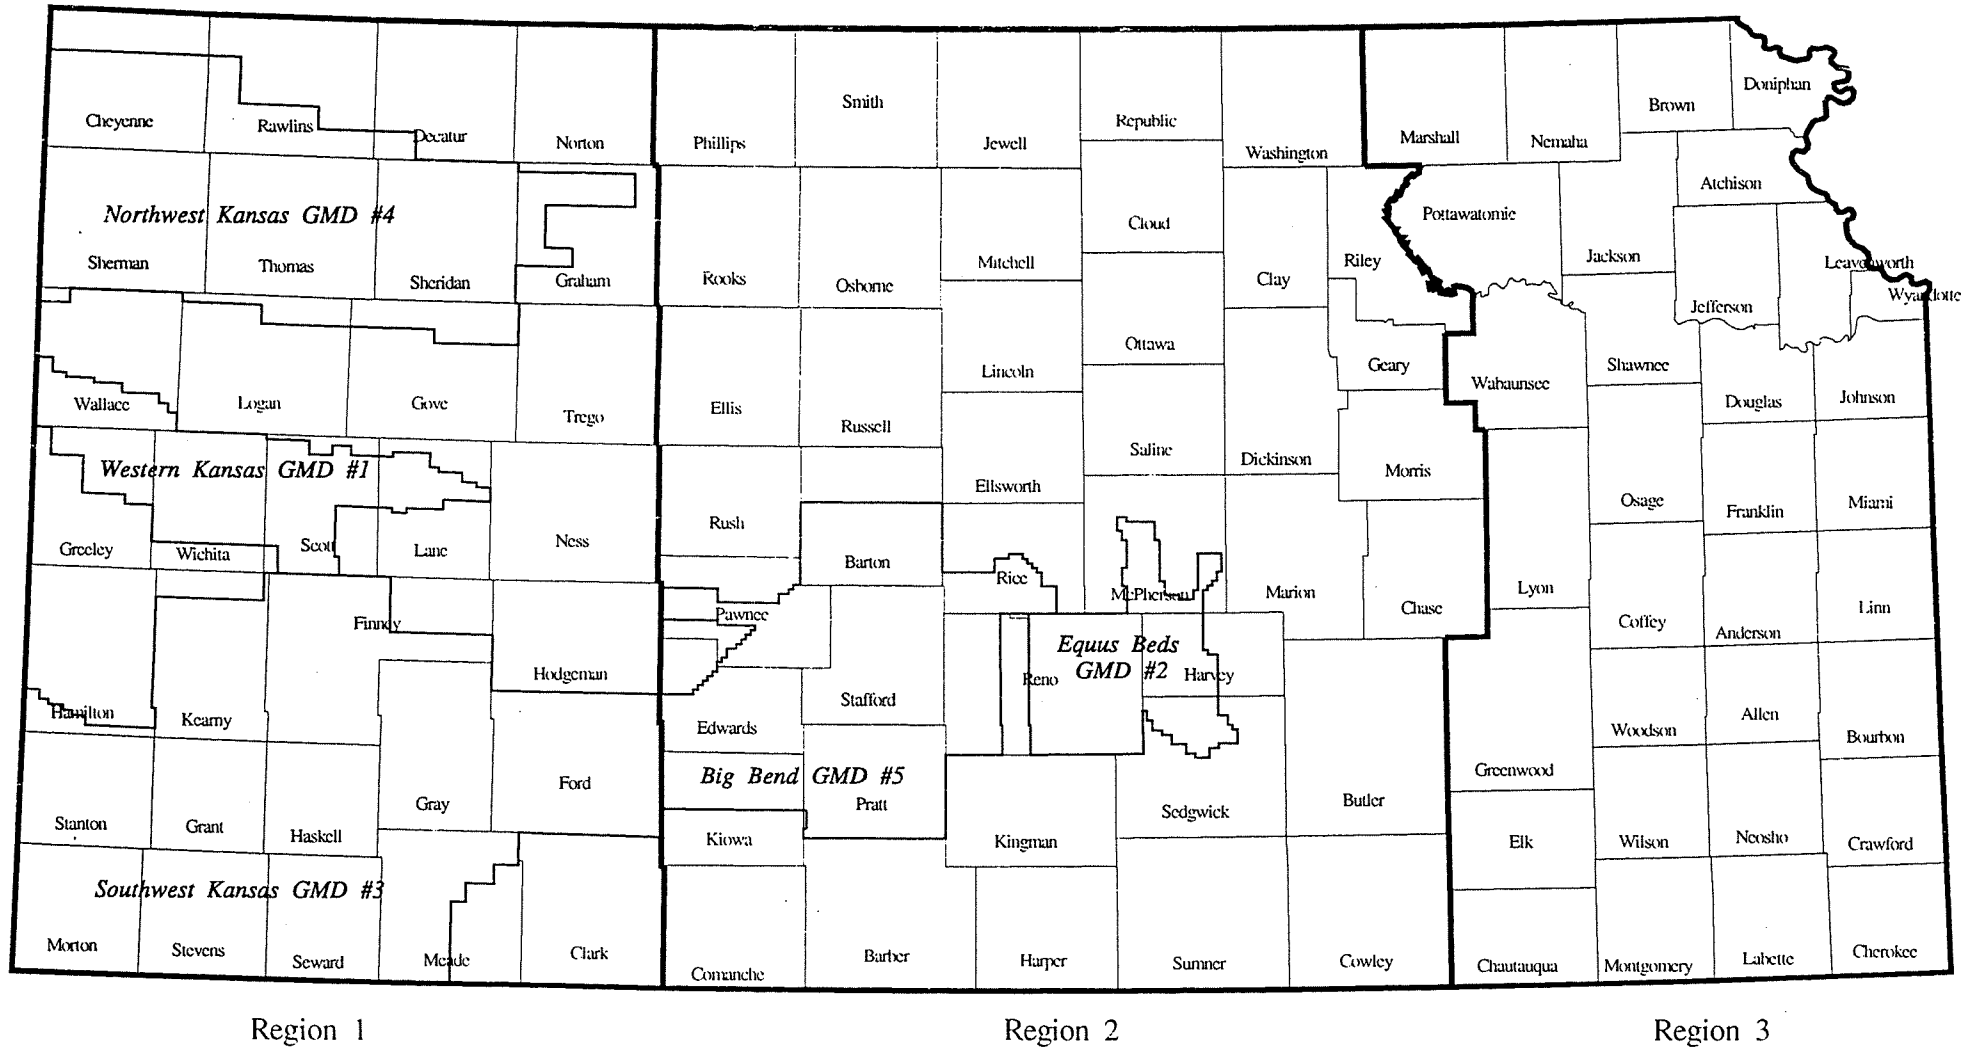 Doniphan
Smith
Brown
Cheyenne
Rawlins
Decatur
Norton
Phillips
Jewell
Republic
Washington
Marshall
Nemaha
Atchison
Northwest Kansas GMD #4
Cloud
Pottawatomie
Sherman
Thomas
Sheridan
Graham
Rooks
Osborne
Mitchell
Clay
Riley
Jackson
Leavenworth
Wyandotte
Jefferson
Ottawa
Lincoln
Geary
Wabaunsee
Shawnee
Wallace
Logan
Gove
Trego
Ellis
Russell
Douglas
Johnson
Saline
Dickinson
Morris
Western Kansas GMD #1
Ellsworth
Osage
Franklin
Miami
Greeley
Wichita
Scott
Lane
Ness
Rush
Barton
Rice
McPherson
Marion
Chase
Lyon
Linn
Finney
Pawnee
Coffey
Anderson
Equus Beds
GMD #2
Hodgeman
Reno
Harvey
Hamilton
Kearny
Edwards
Stafford
Woodson
Allen
Bourbon
Big Bend GMD #5
Greenwood
Stanton
Grant
Haskell
Gray
Ford
Pratt
Sedgwick
Butler
Kiowa
Kingman
Elk
Wilson
Neosho
Crawford
Southwest Kansas GMD #3
Morton
Stevens
Seward
Meade
Clark
Comanche
Barber
Harper
Sumner
Cowley
Chautauqua
Montgomery
Labette
Cherokee
Region 1
Region 2
Region 3